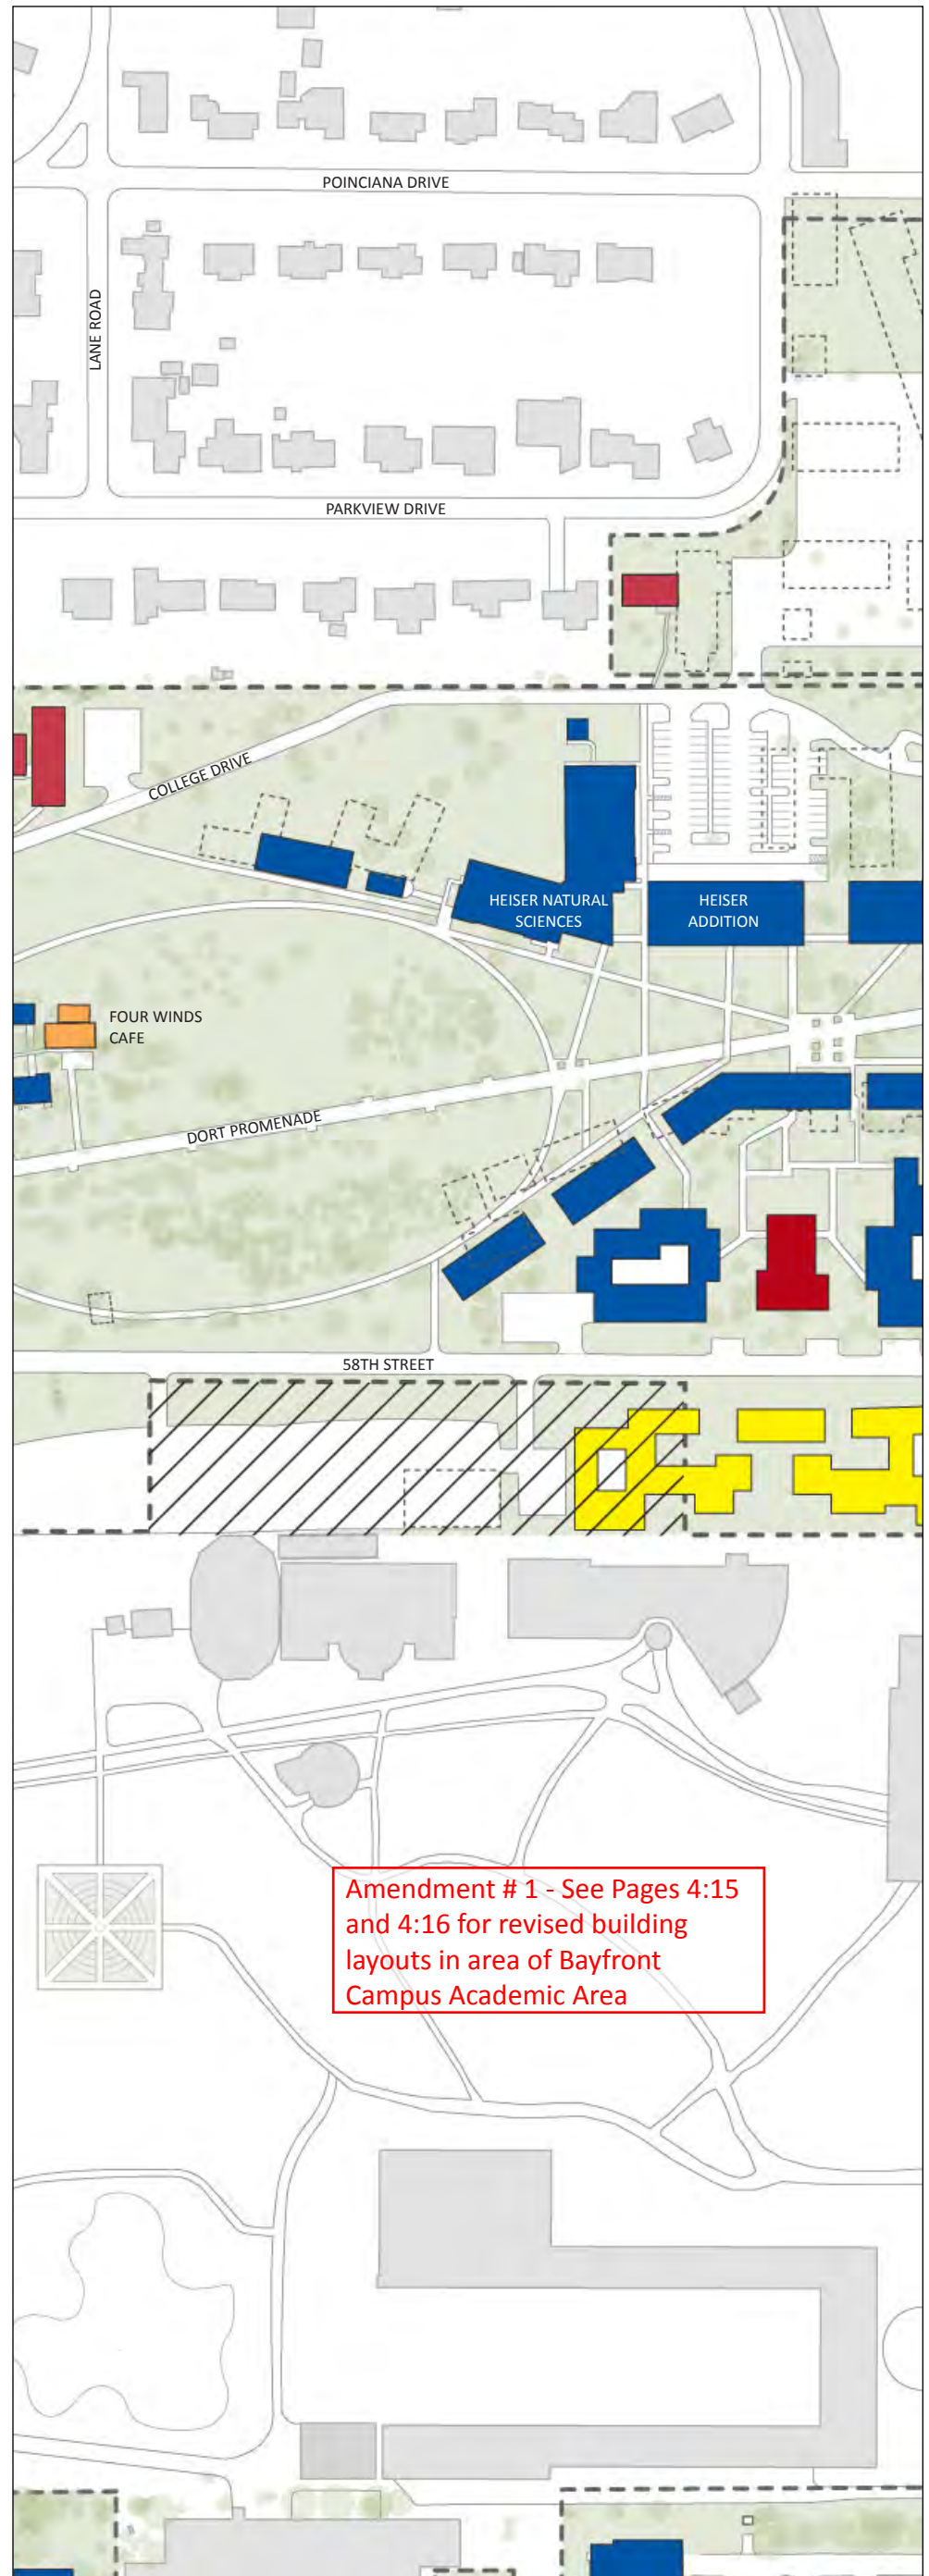 POINCIANA DRIVE
LANE ROAD
PARKVIEW DRIVE
COLLEGE DRIVE
HEISER NATURAL
SCIENCES
HEISER
ADDITION
FOUR WINDS
CAFE
DORT PROMENADE
58TH STREET
Amendment # 1 - See Pages 4:15
and 4:16 for revised building
layouts in area of Bayfront
Campus Academic Area